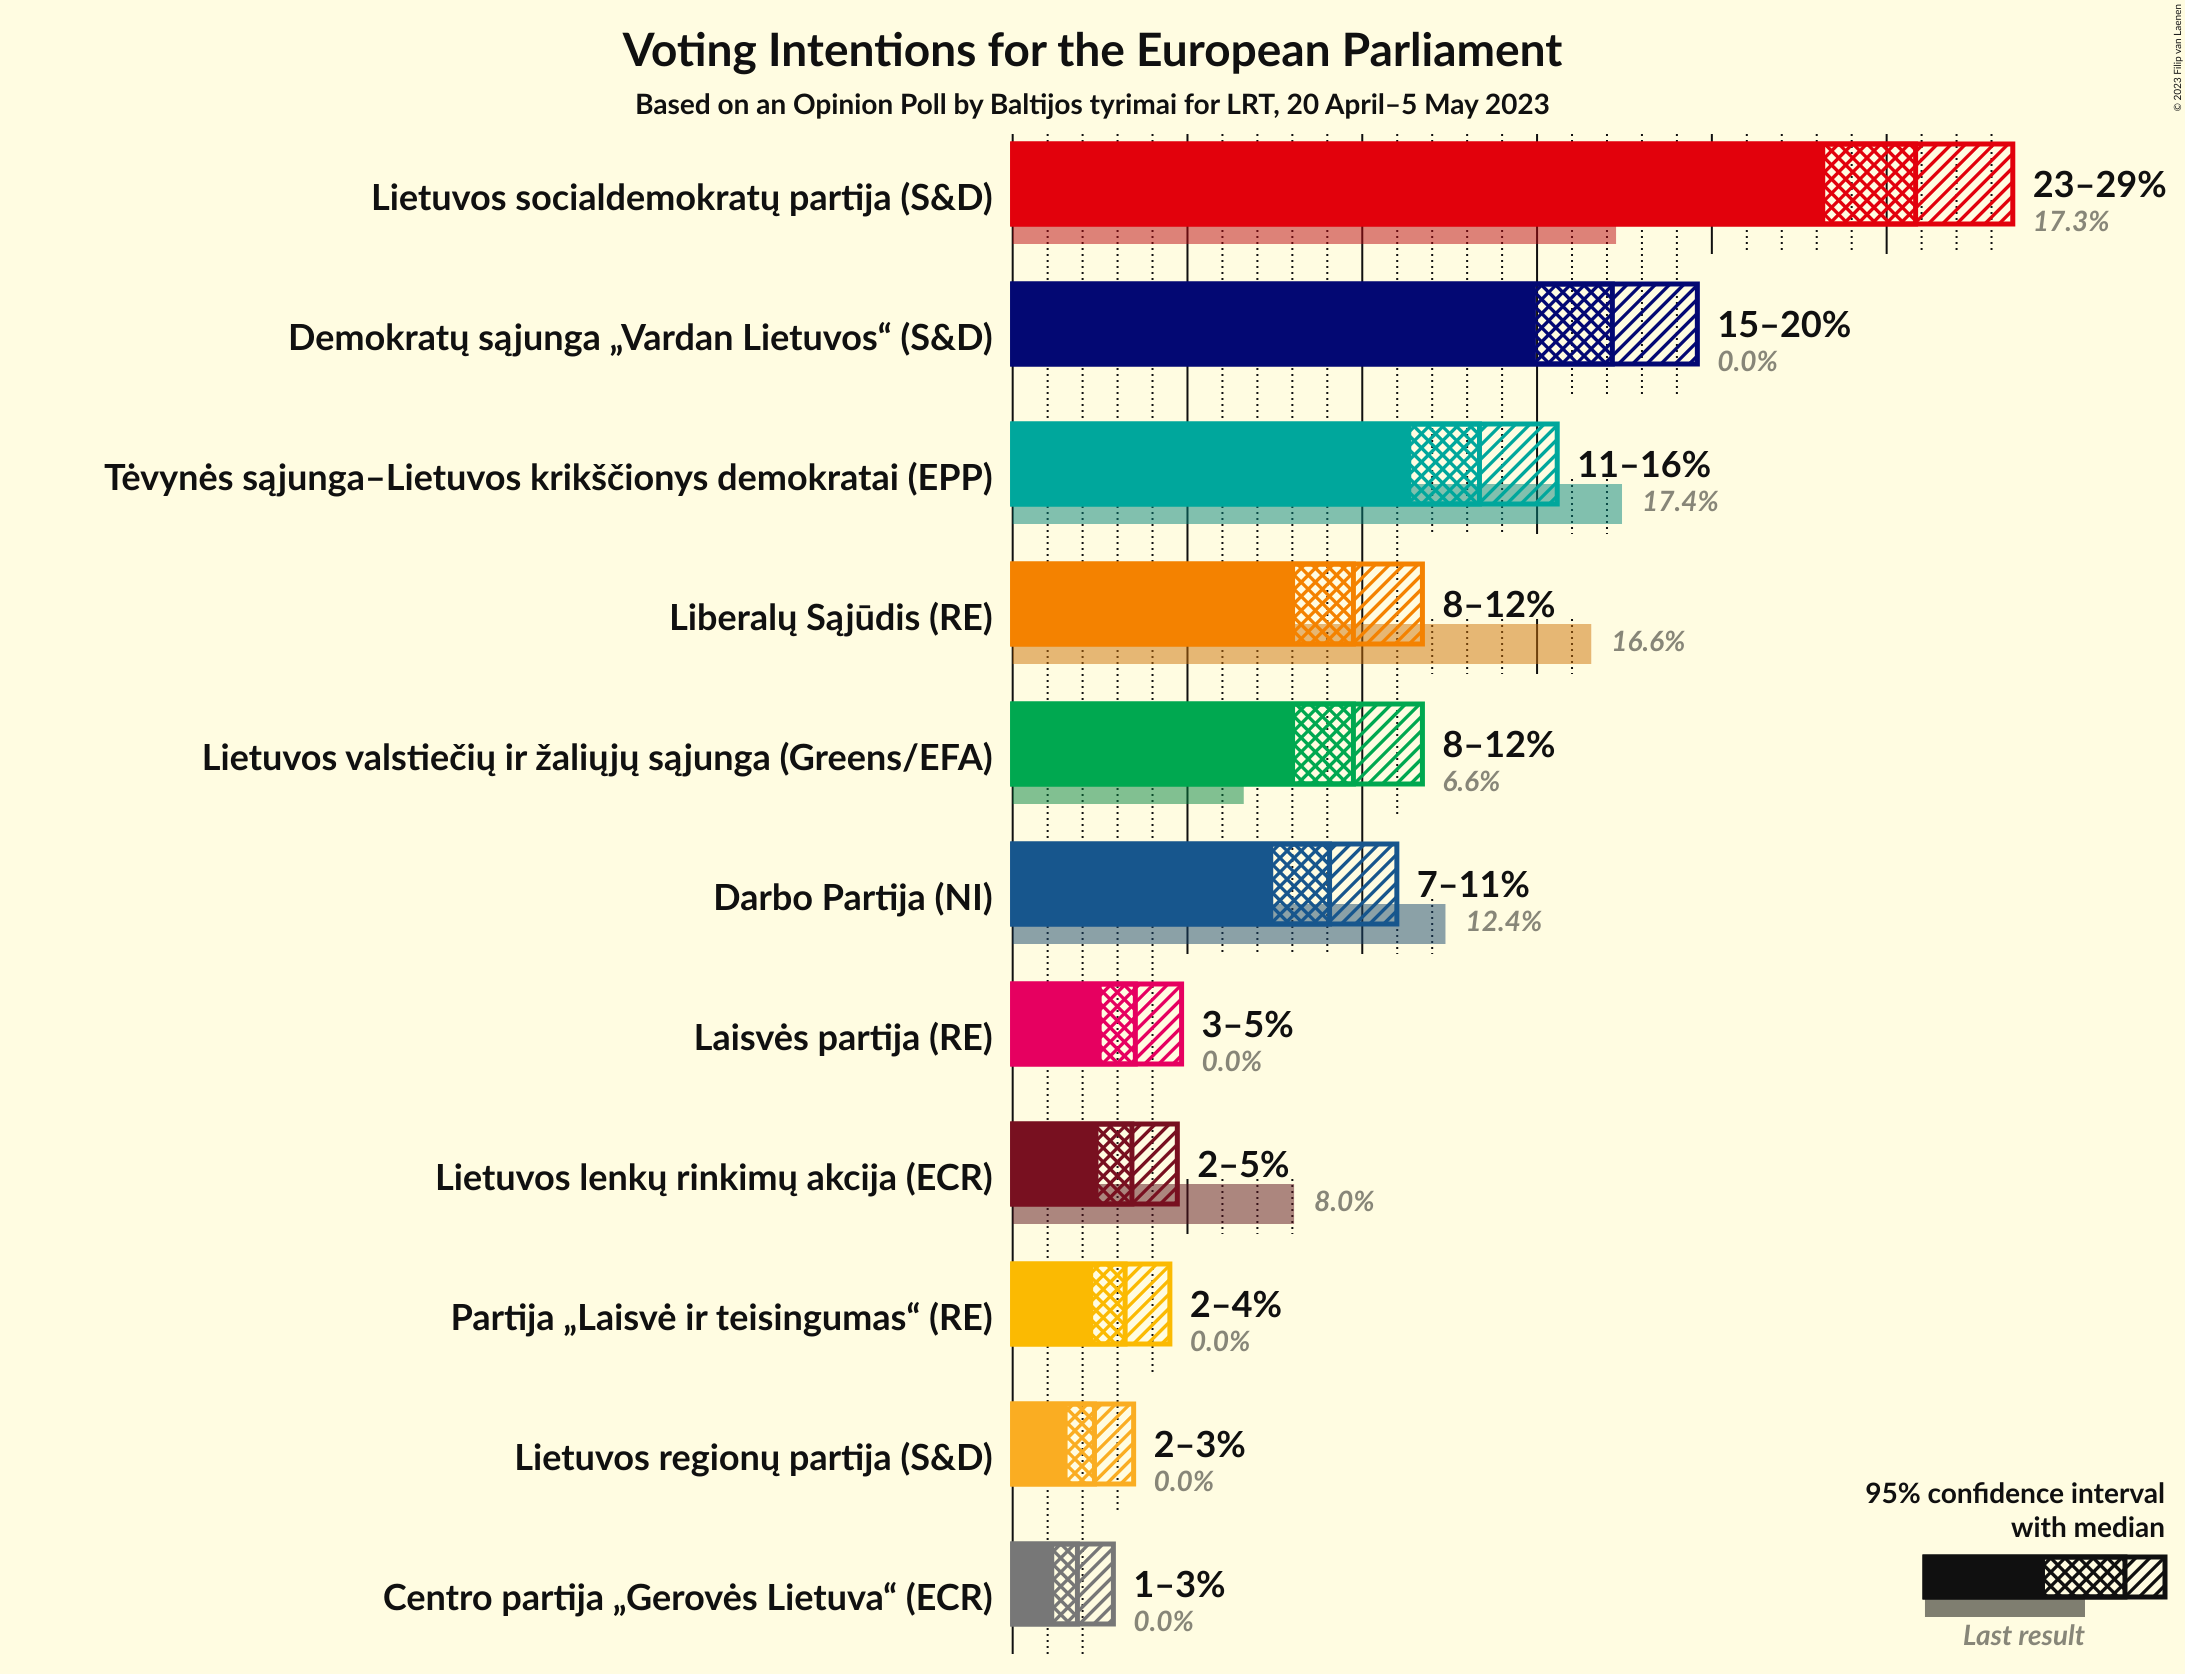 © 2023 Filip van Laenen
Voting Intentions for the European Parliament
Based on an Opinion Poll by Baltijos tyrimai for LRT, 20 April–5 May 2023
Lietuvos socialdemokratų partija (S&D)
23–29%
17.3%
Demokratų sąjunga „Vardan Lietuvos“ (S&D)
15–20%
0.0%
Tėvynės sąjunga–Lietuvos krikščionys demokratai (EPP)
11–16%
17.4%
Liberalų Sąjūdis (RE)
8–12%
16.6%
Lietuvos valstiečių ir žaliųjų sąjunga (Greens/EFA)
8–12%
6.6%
Darbo Partija (NI)
7–11%
12.4%
Laisvės partija (RE)
3–5%
0.0%
Lietuvos lenkų rinkimų akcija (ECR)
2–5%
8.0%
Partija „Laisvė ir teisingumas“ (RE)
2–4%
0.0%
Lietuvos regionų partija (S&D)
2–3%
0.0%
Centro partija „Gerovės Lietuva“ (ECR)
1–3%
0.0%
95% confidence interval
with median
Last result